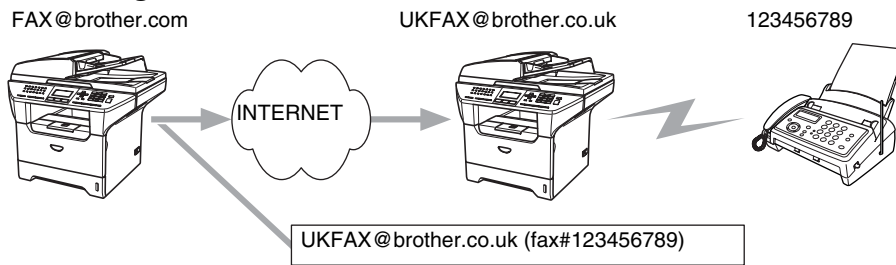 FAX@brother.com
UKFAX@brother.co.uk
123456789
INTERNET
UKFAX@brother.co.uk (fax#123456789)